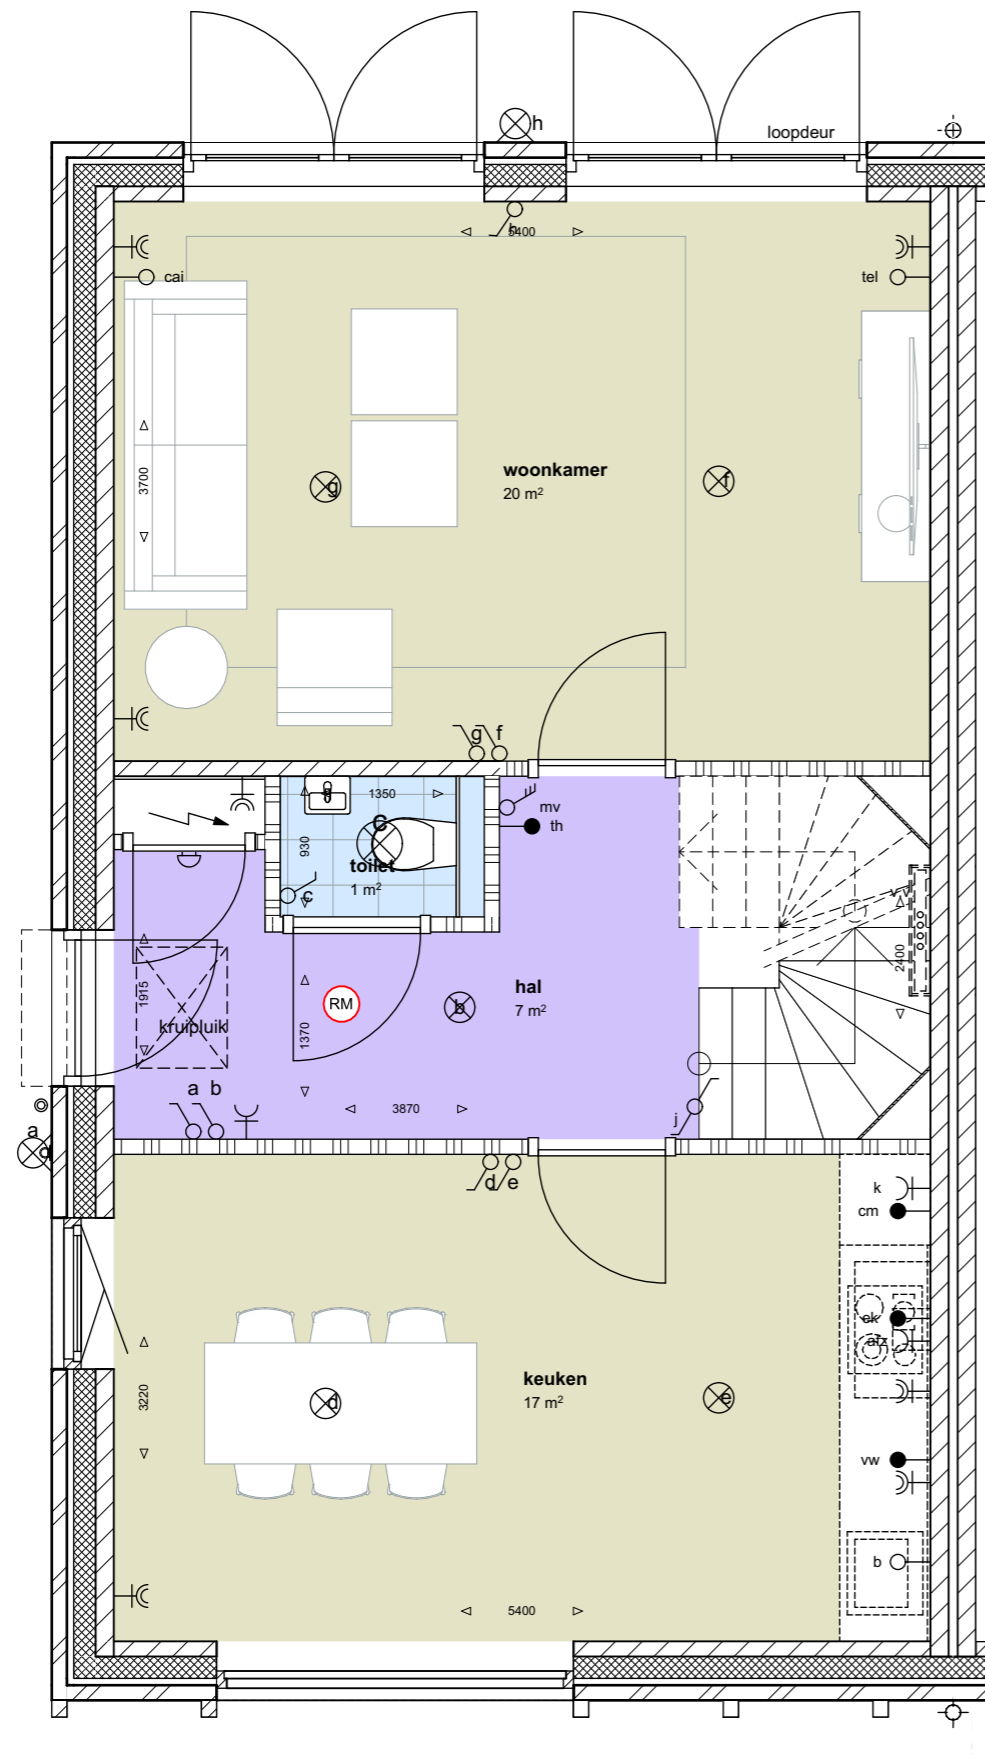 h
loopdeur
h
5400
cai
tel
3700
woonkamer
20 m²
g
f
g f
1350
mv
th
c
930
toilet
1 m²
c
v.v.
2400
1915
hal
7 m²
RM
b
1370
kruipluik
a b
3870
j
a
d e
k
cm
ek
afz
keuken
17 m²
d
e
3220
vw
b
5400